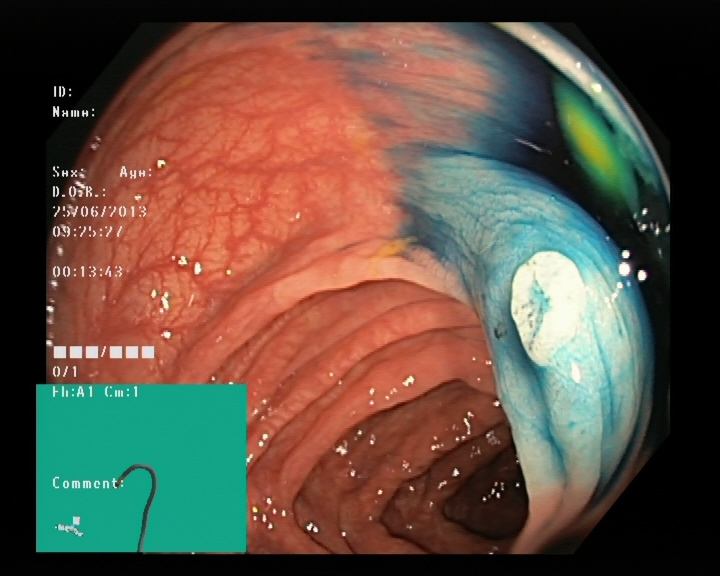 ID:
Name:
Sex: Age:
D.O.B.:
25/06/2013
09:25:27
00:13:43
■■■/■■■
0/1
Eh:A1 Cm:1
Comment: